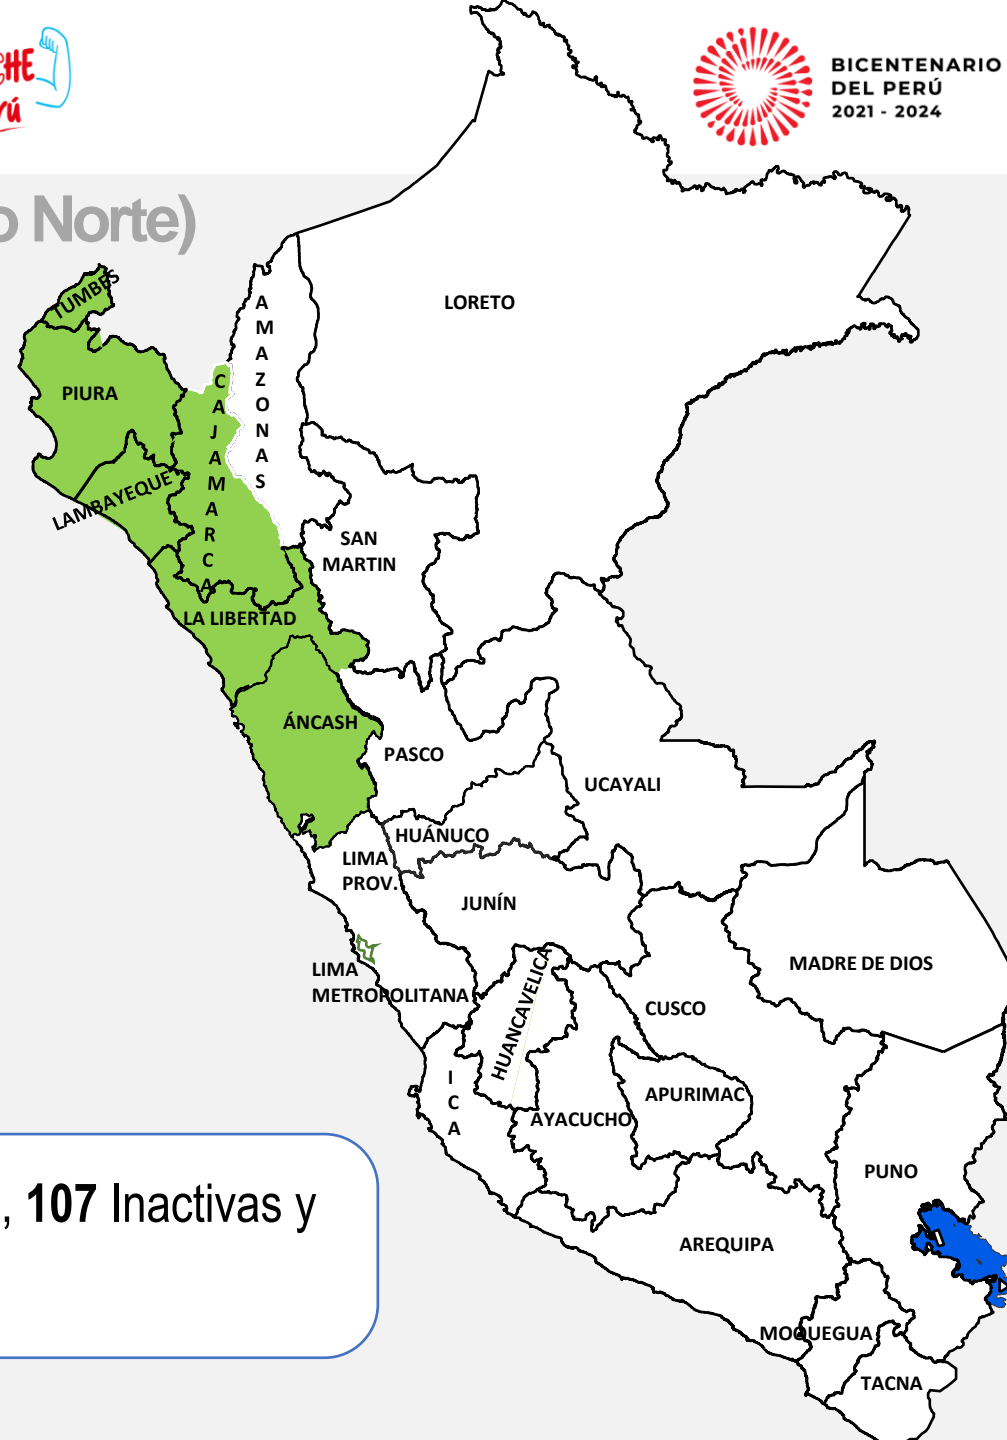 BICENTENARIO
DEL PERÚ
2021 - 2024
Norte)
TUMBES
AMAZONAS
LORETO
PIURA
CAJAMARCA
LAMBAYEQUE
SAN
MARTIN
LA LIBERTAD
ÁNCASH
PASCO
UCAYALI
HUÁNUCO
LIMA
PROV.
JUNÍN
LIMA
METROPOLITANA
HUANCAVELICA
MADRE DE DIOS
CUSCO
ICA
AYACUCHO
APURIMAC
PUNO
, 107 Inactivas y
AREQUIPA
MOQUEGUA
TACNA